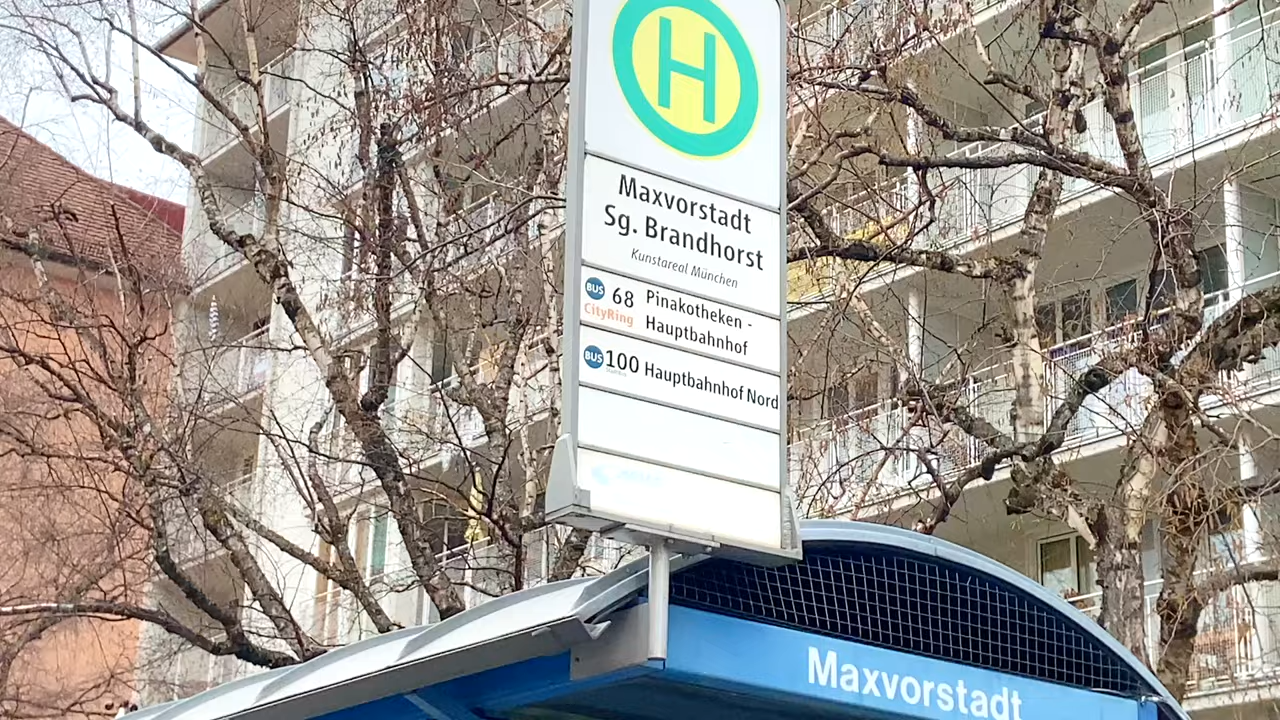 H
Maxvorstadt
Sg. Brandhorst
Kunstareal München
BUS 68 Pinakotheken -
CityRing Hauptbahnhof
BUS 100 Hauptbahnhof Nord
Maxvorstadt